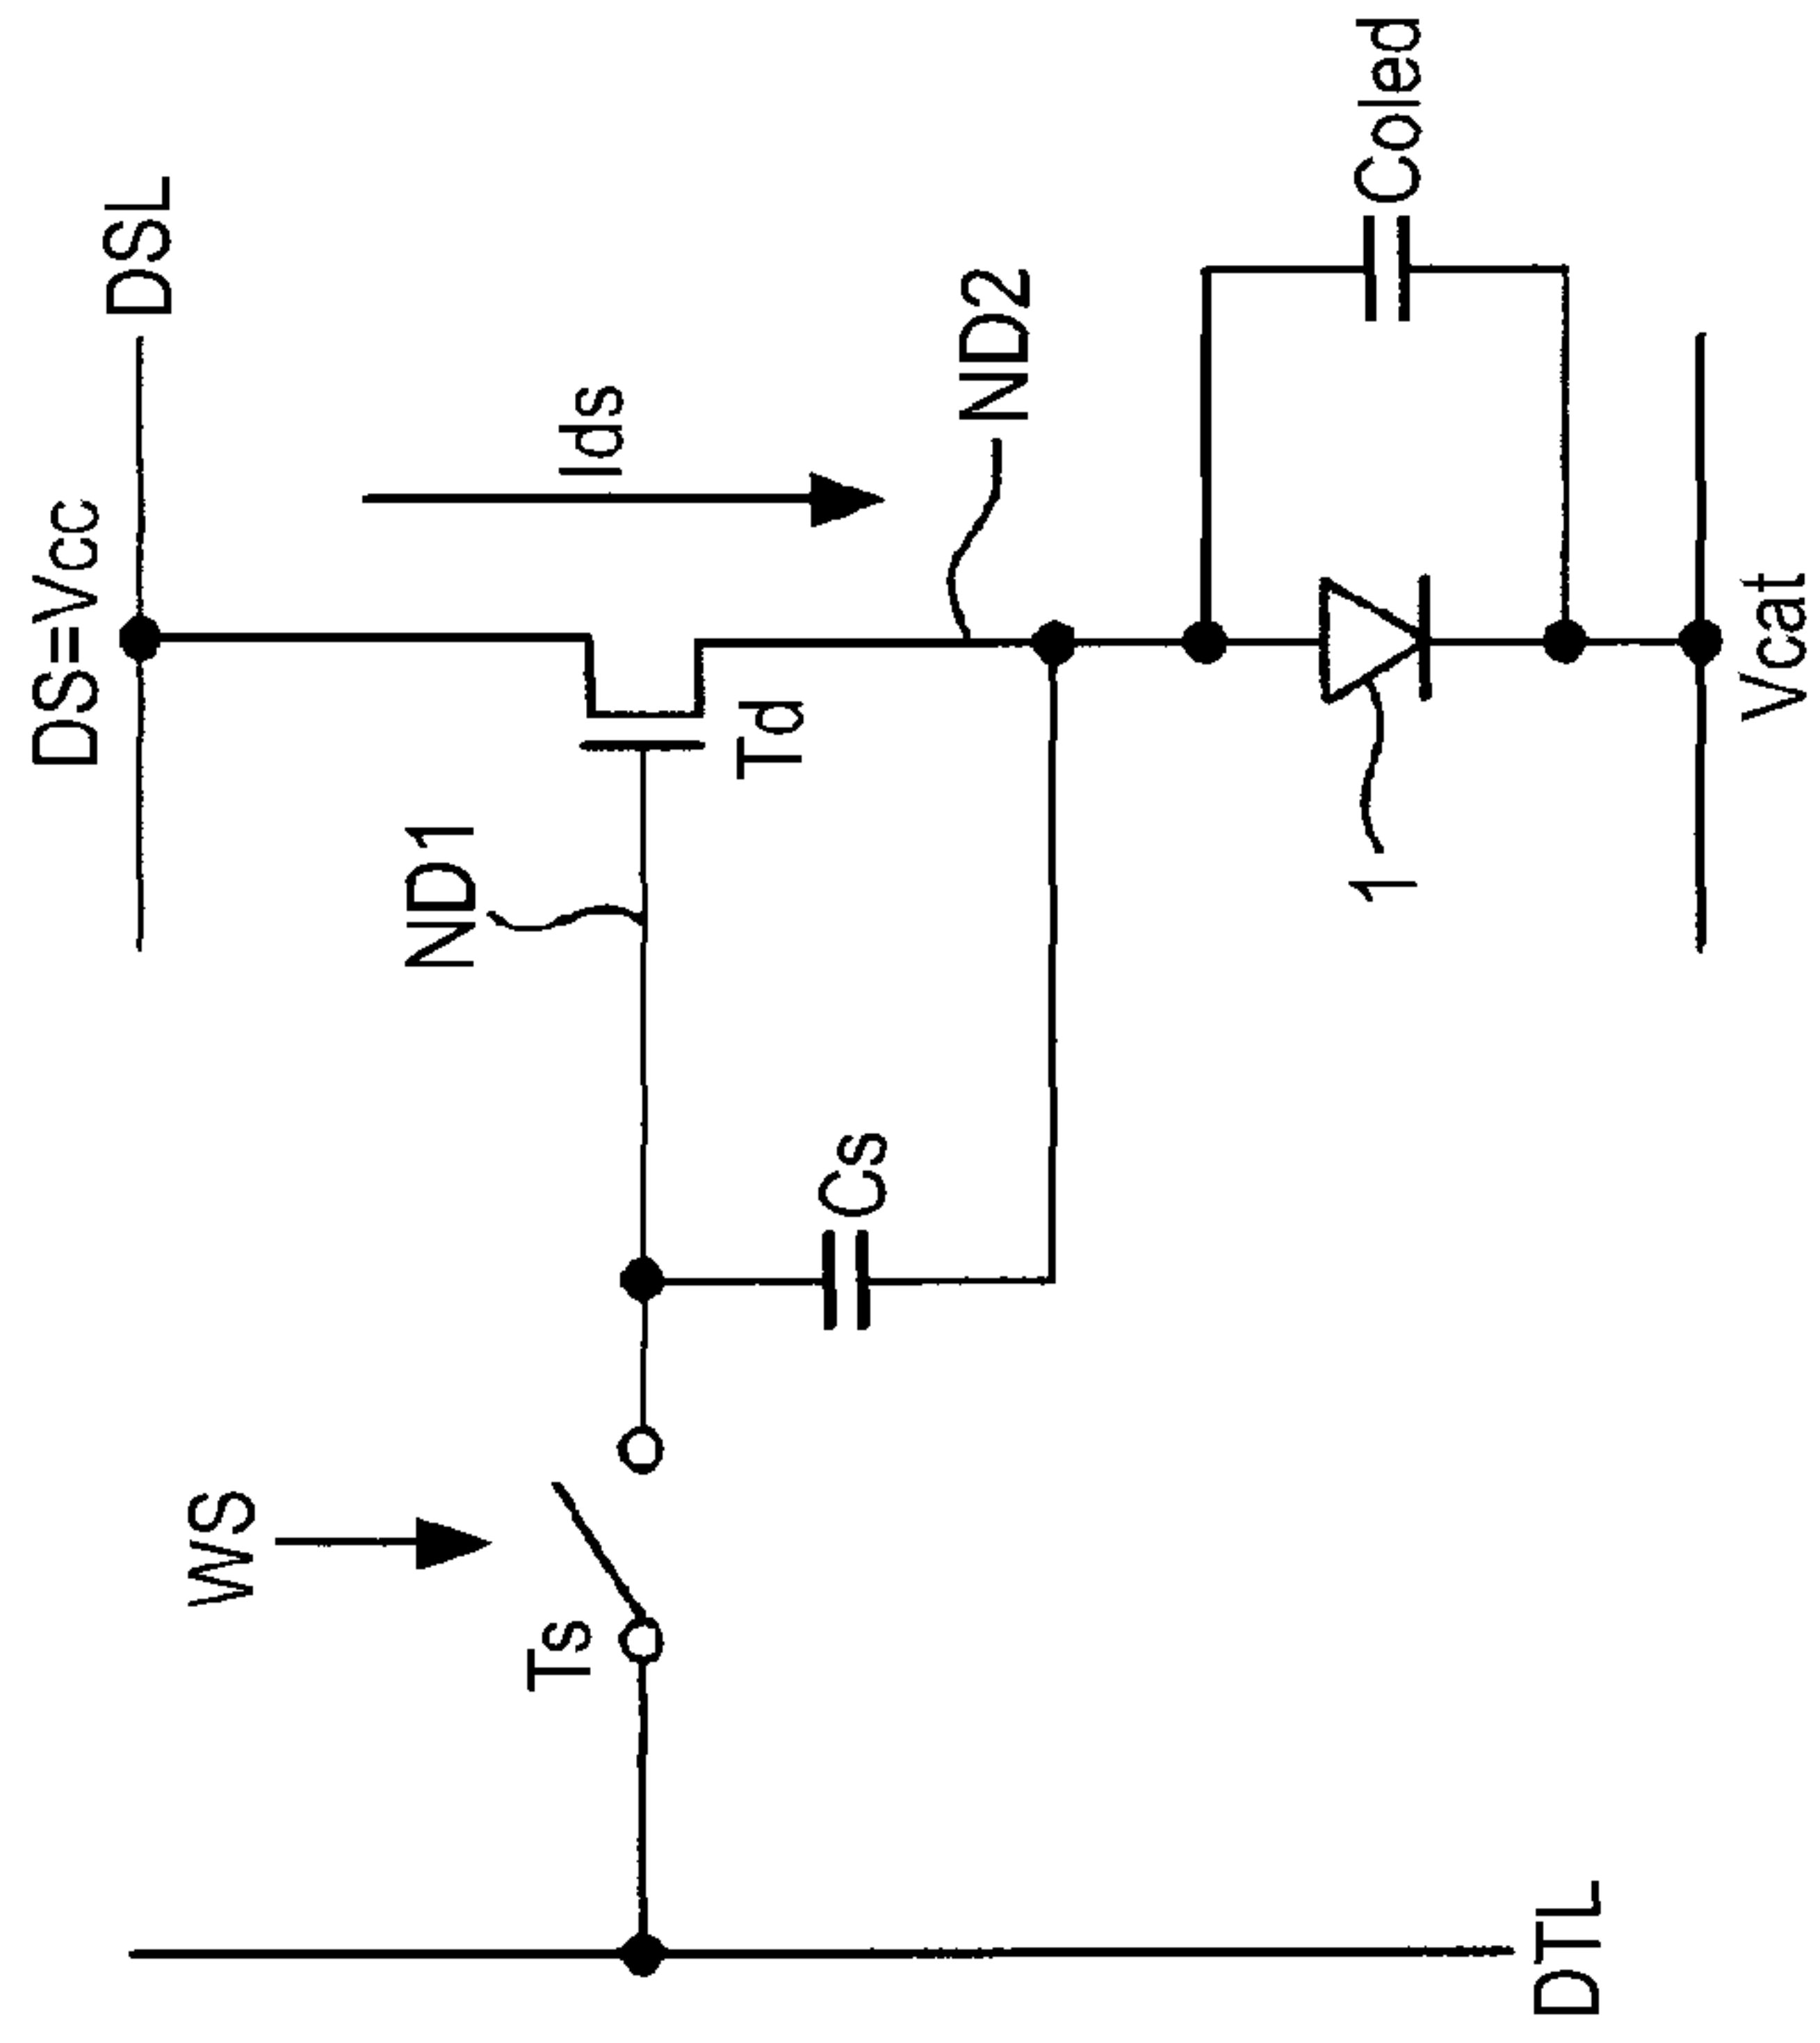 DS=Vcc
DSL
WS
Ids
ND1
Ts
Td
ND2
Cs
Coled
1
DTL
Vcat